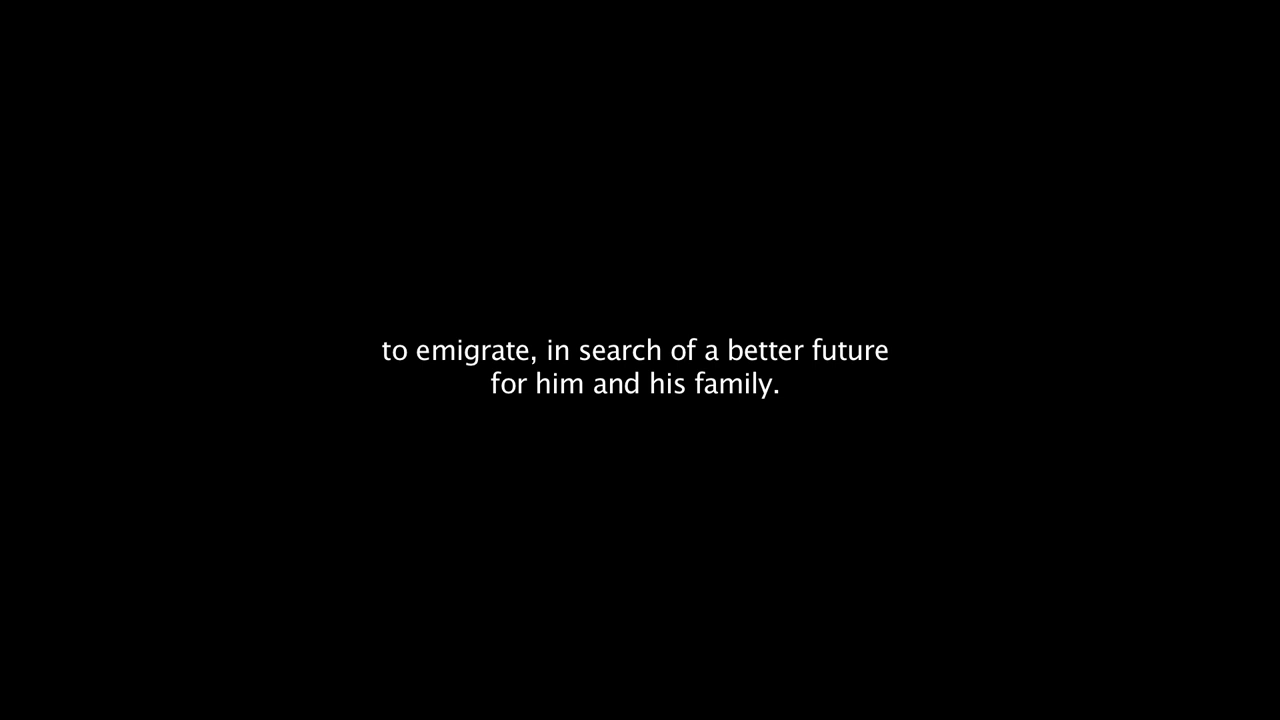 to emigrate, in search of a better future
for him and his family.